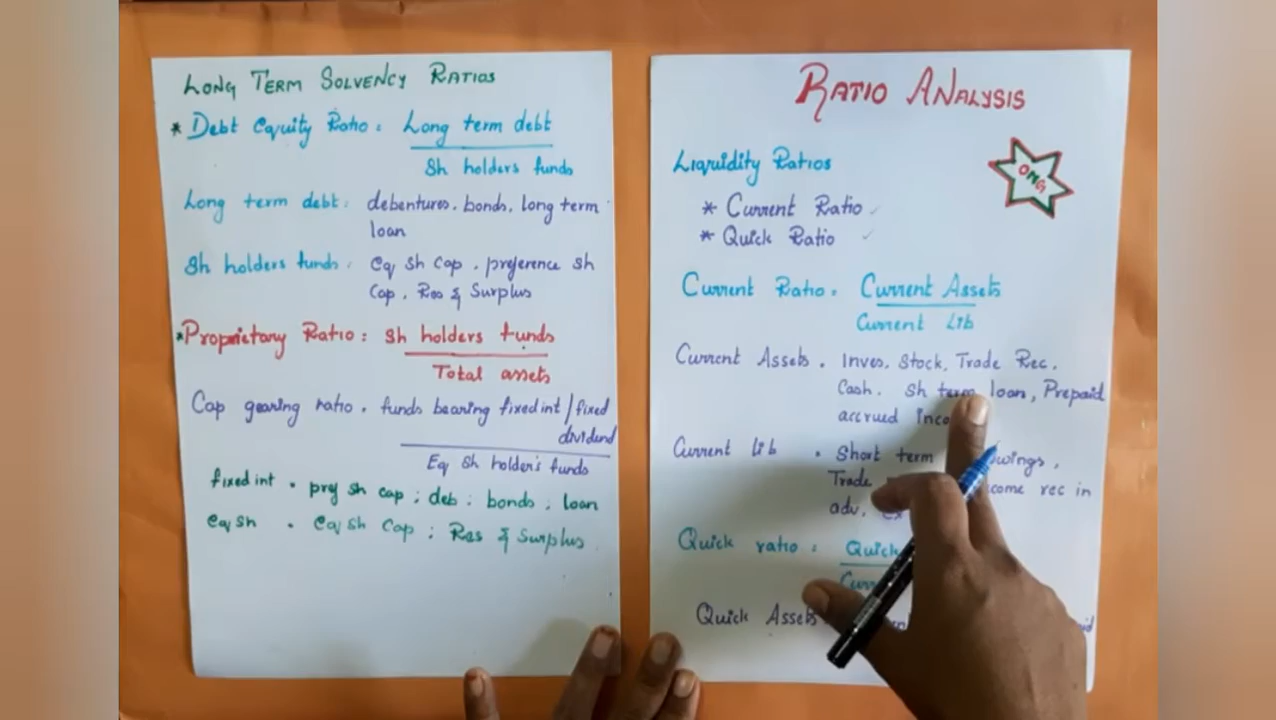 LONG TERM SOLVENCY RATIOS
* Debt Equity Ratio : Long term debt
Sh holders funds
Long term debt : debentures, bonds, long term
loan
Sh holders funds : Eq Sh Cap, preference Sh
Cap, Res & Surplus
* Proprietary Ratio : Sh holders funds
Total assets
Cap gearing ratio = funds bearing fixed int / fixed
dividend
Eq Sh holder's funds
fixed int = prej sh cap ; deb ; bonds ; loan
Eq Sh = Eq Sh Cap ; Res & Surplus
RATIO ANALYSIS
OMG
Liquidity Ratios
* Current Ratio ✓
* Quick Ratio ✓
Current Ratio = Current Assets
Current Lib
Current Assets = Inves, Stock, Trade Rec,
Cash, Sh term loan, Prepaid
accrued
Current lib = Short term
Trade rec in
adv,
Quick ratio = Quick
Quick Assets